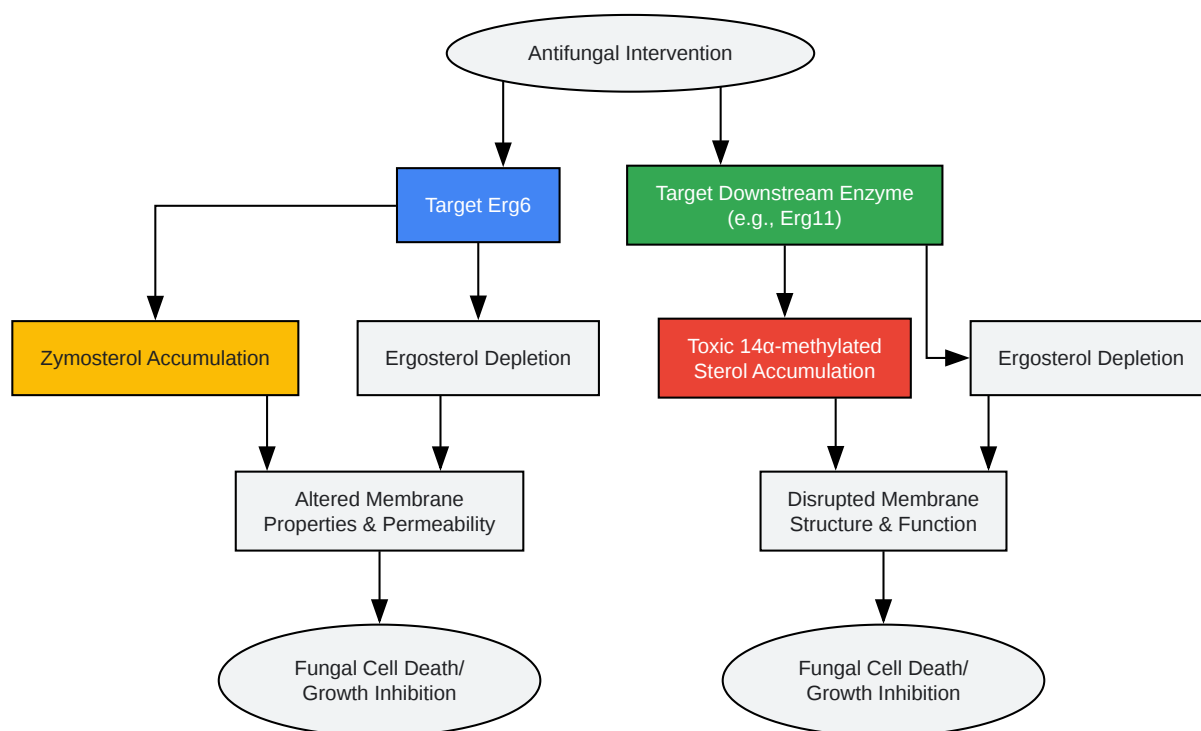 Antifungal Intervention
Target Erg6
Target Downstream Enzyme
(e.g., Erg11)
Zymosterol Accumulation
Ergosterol Depletion
Toxic 14α-methylated
Sterol Accumulation
Ergosterol Depletion
Altered Membrane
Properties & Permeability
Disrupted Membrane
Structure & Function
Fungal Cell Death/
Growth Inhibition
Fungal Cell Death/
Growth Inhibition